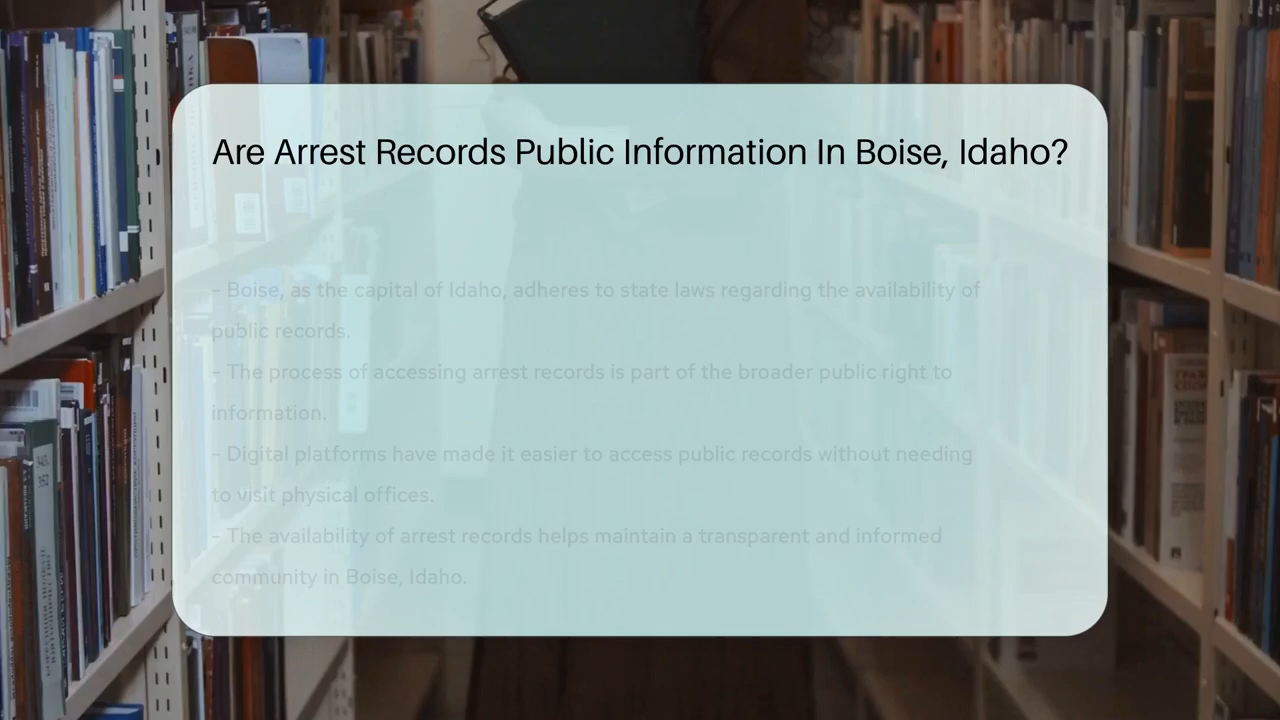 Are Arrest Records Public Information In Boise, Idaho?
– Boise, as the capital of Idaho, adheres to state laws regarding the availability of
public records.
– The process of accessing arrest records is part of the broader public right to
information.
– Digital platforms have made it easier to access public records without needing
to visit physical offices.
– The availability of arrest records helps maintain a transparent and informed
community in Boise, Idaho.